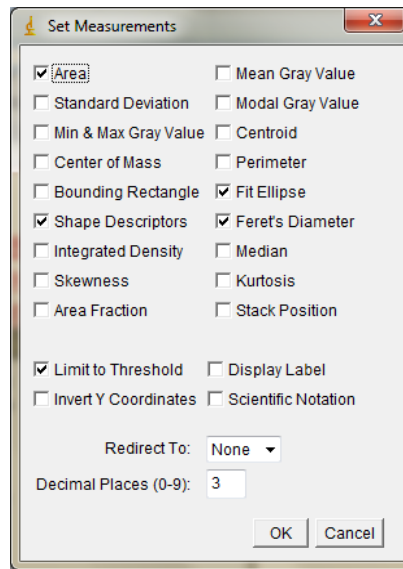 Set Measurements
Area Mean Gray Value
Standard Deviation Modal Gray Value
Min & Max Gray Value Centroid
Center of Mass Perimeter
Bounding Rectangle Fit Ellipse
Shape Descriptors Feret's Diameter
Integrated Density Median
Skewness Kurtosis
Area Fraction Stack Position
Limit to Threshold Display Label
Invert Y Coordinates Scientific Notation
Redirect To: None
Decimal Places (0-9): 3
OK Cancel